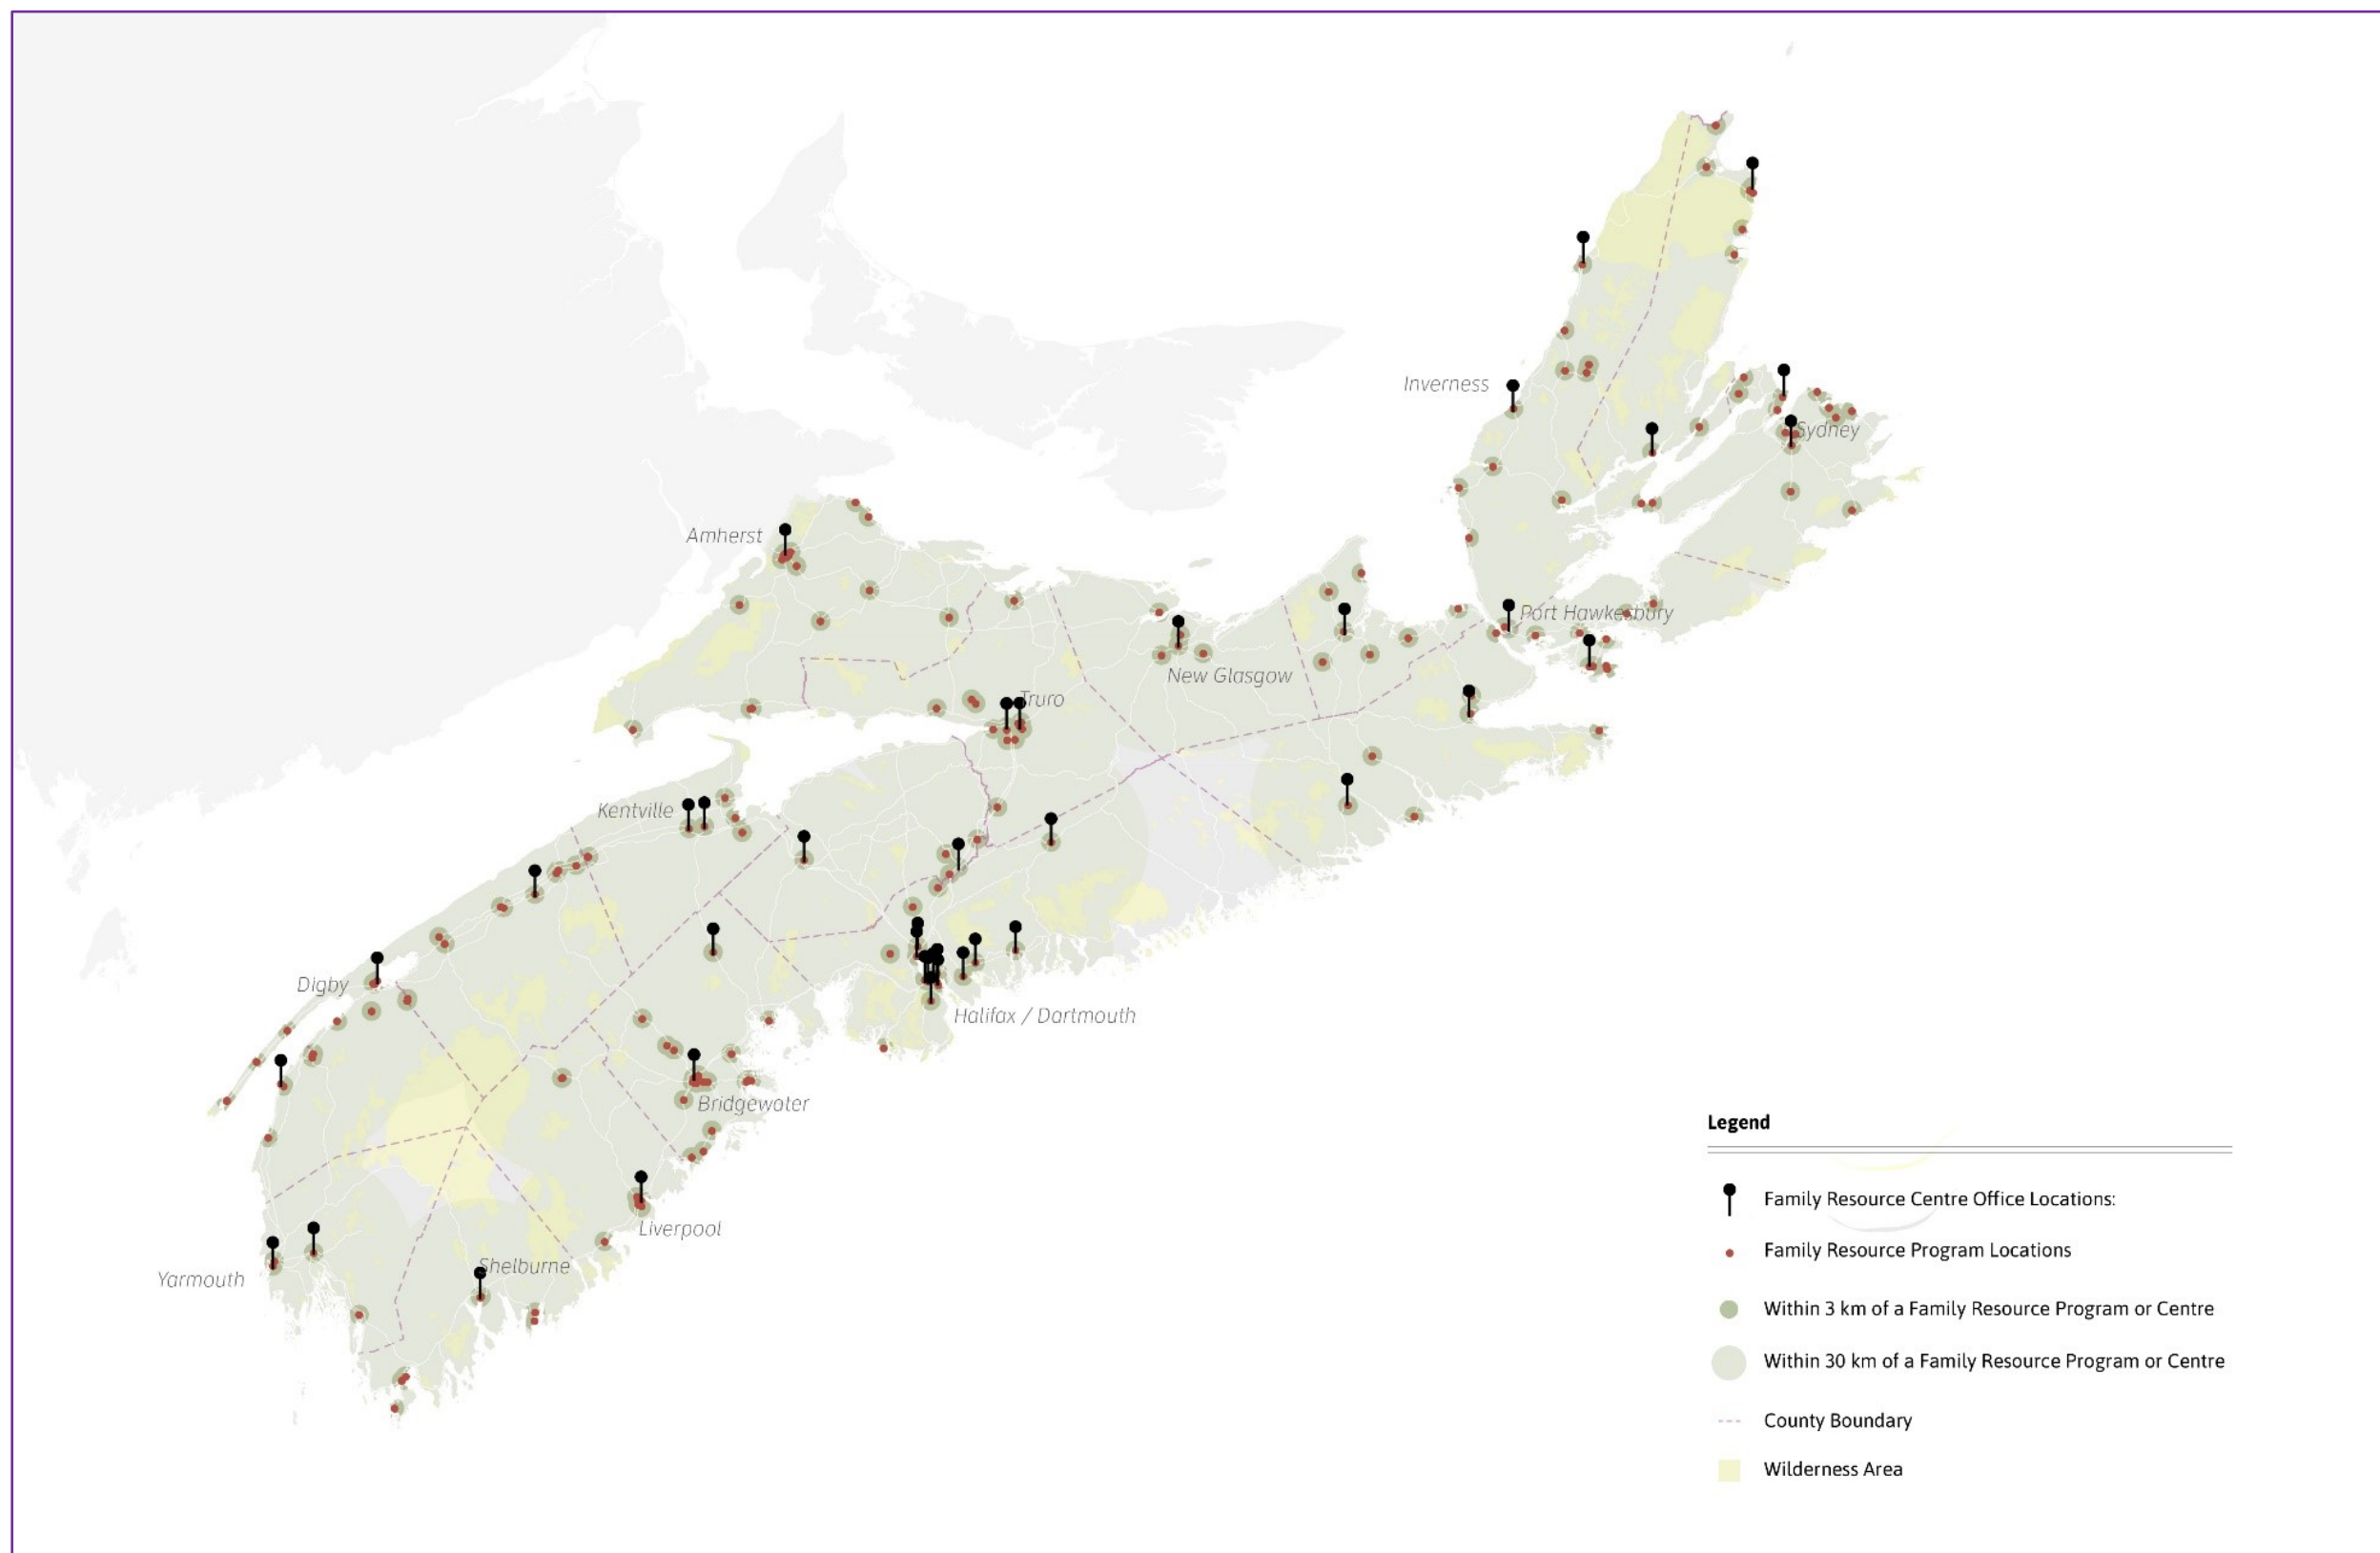 Inverness
Sydney
Amherst
Port Hawkesbury
New Glasgow
Truro
Kentville
Digby
Halifax / Dartmouth
Bridgewater
Liverpool
Shelburne
Yarmouth
Legend
Family Resource Centre Office Locations:
Family Resource Program Locations
Within 3 km of a Family Resource Program or Centre
Within 30 km of a Family Resource Program or Centre
County Boundary
Wilderness Area